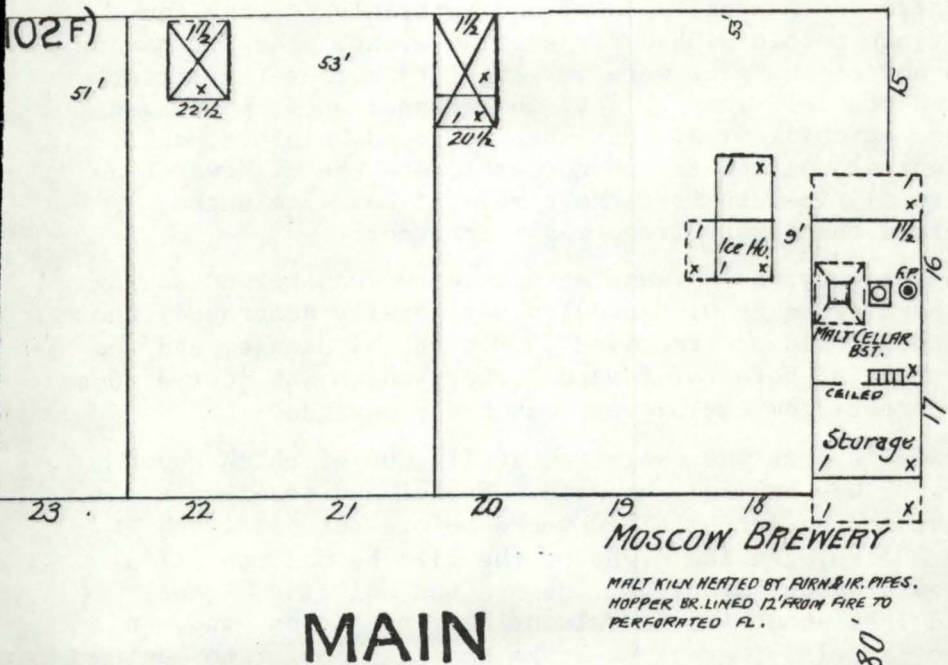 102F)
51'
1½
x
22½
53'
1½
x
1 x
20½
15
1 x
1
Ice Ho.
x 1 x
9'
1
x
1½
16
F.P.
MALT CELLAR
BST.
x
CEILED
17
Storage
1 x
1 x
23 22 21 20 19 18
MOSCOW BREWERY
MALT KILN HEATED BY FURN. & IR. PIPES.
HOPPER BR. LINED 12' FROM FIRE TO
PERFORATED FL.
MAIN
80